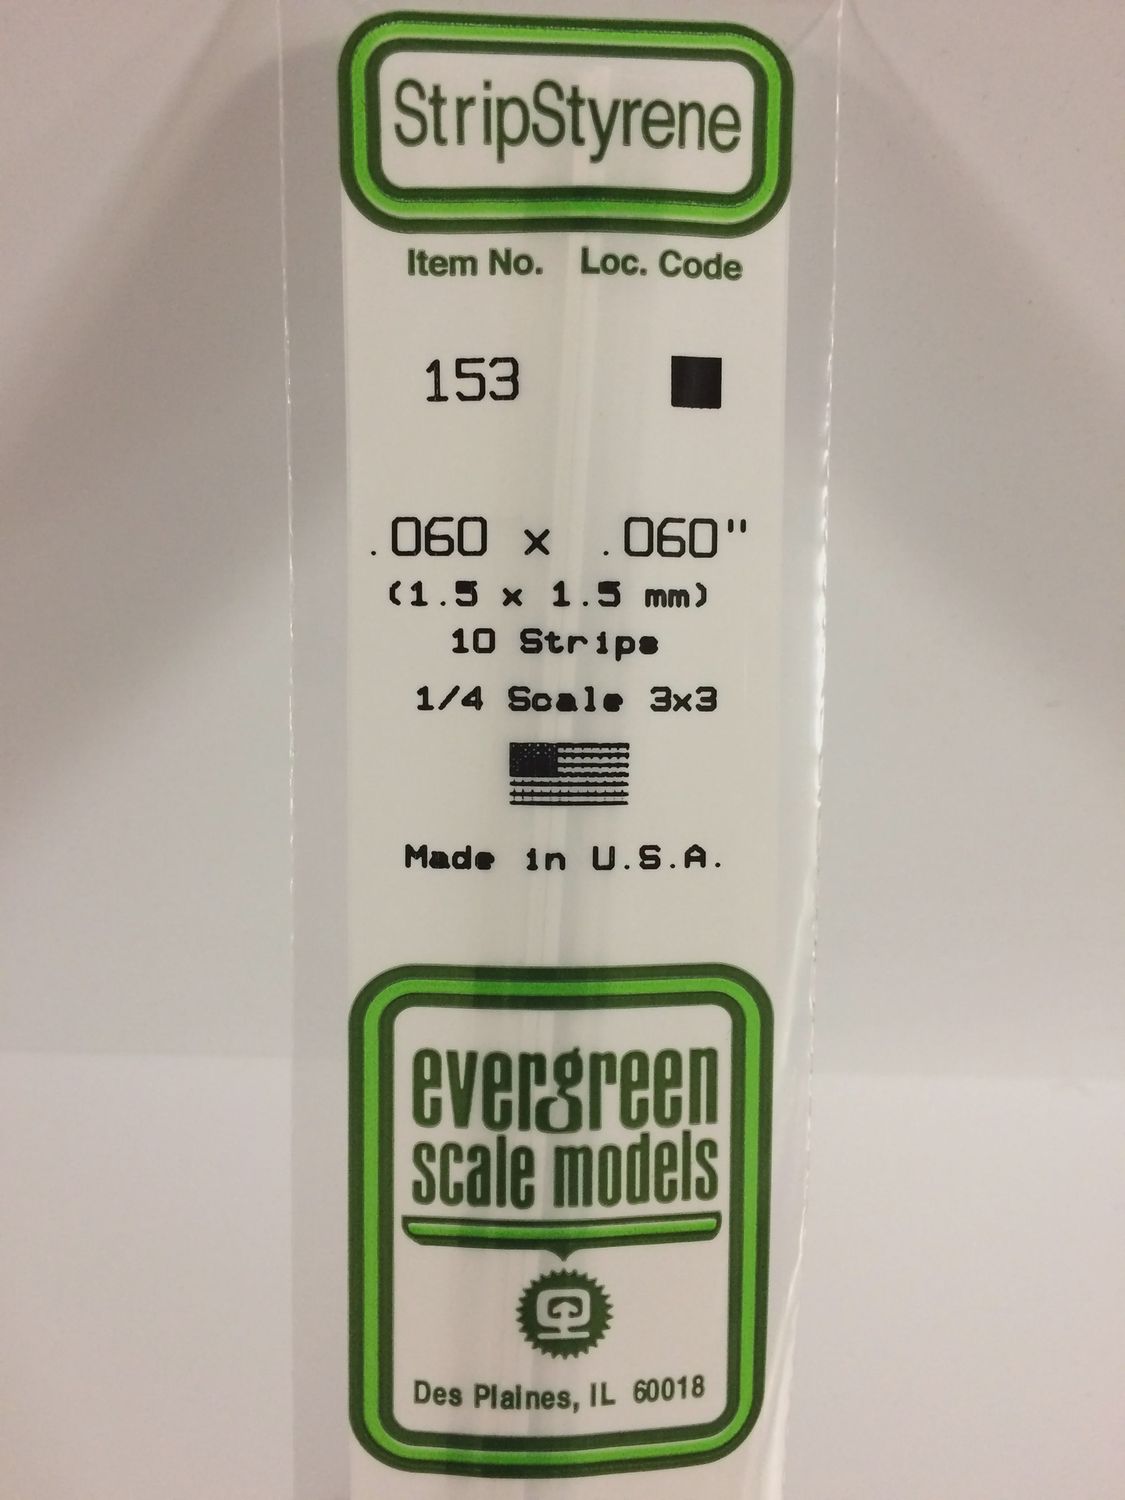 StripStyrene
Item No. Loc. Code
153
.060 x .060"
(1.5 x 1.5 mm)
10 Strips
1/4 Scale 3x3
Made in U.S.A.
evergreen
scale models
Des Plaines, IL 60018